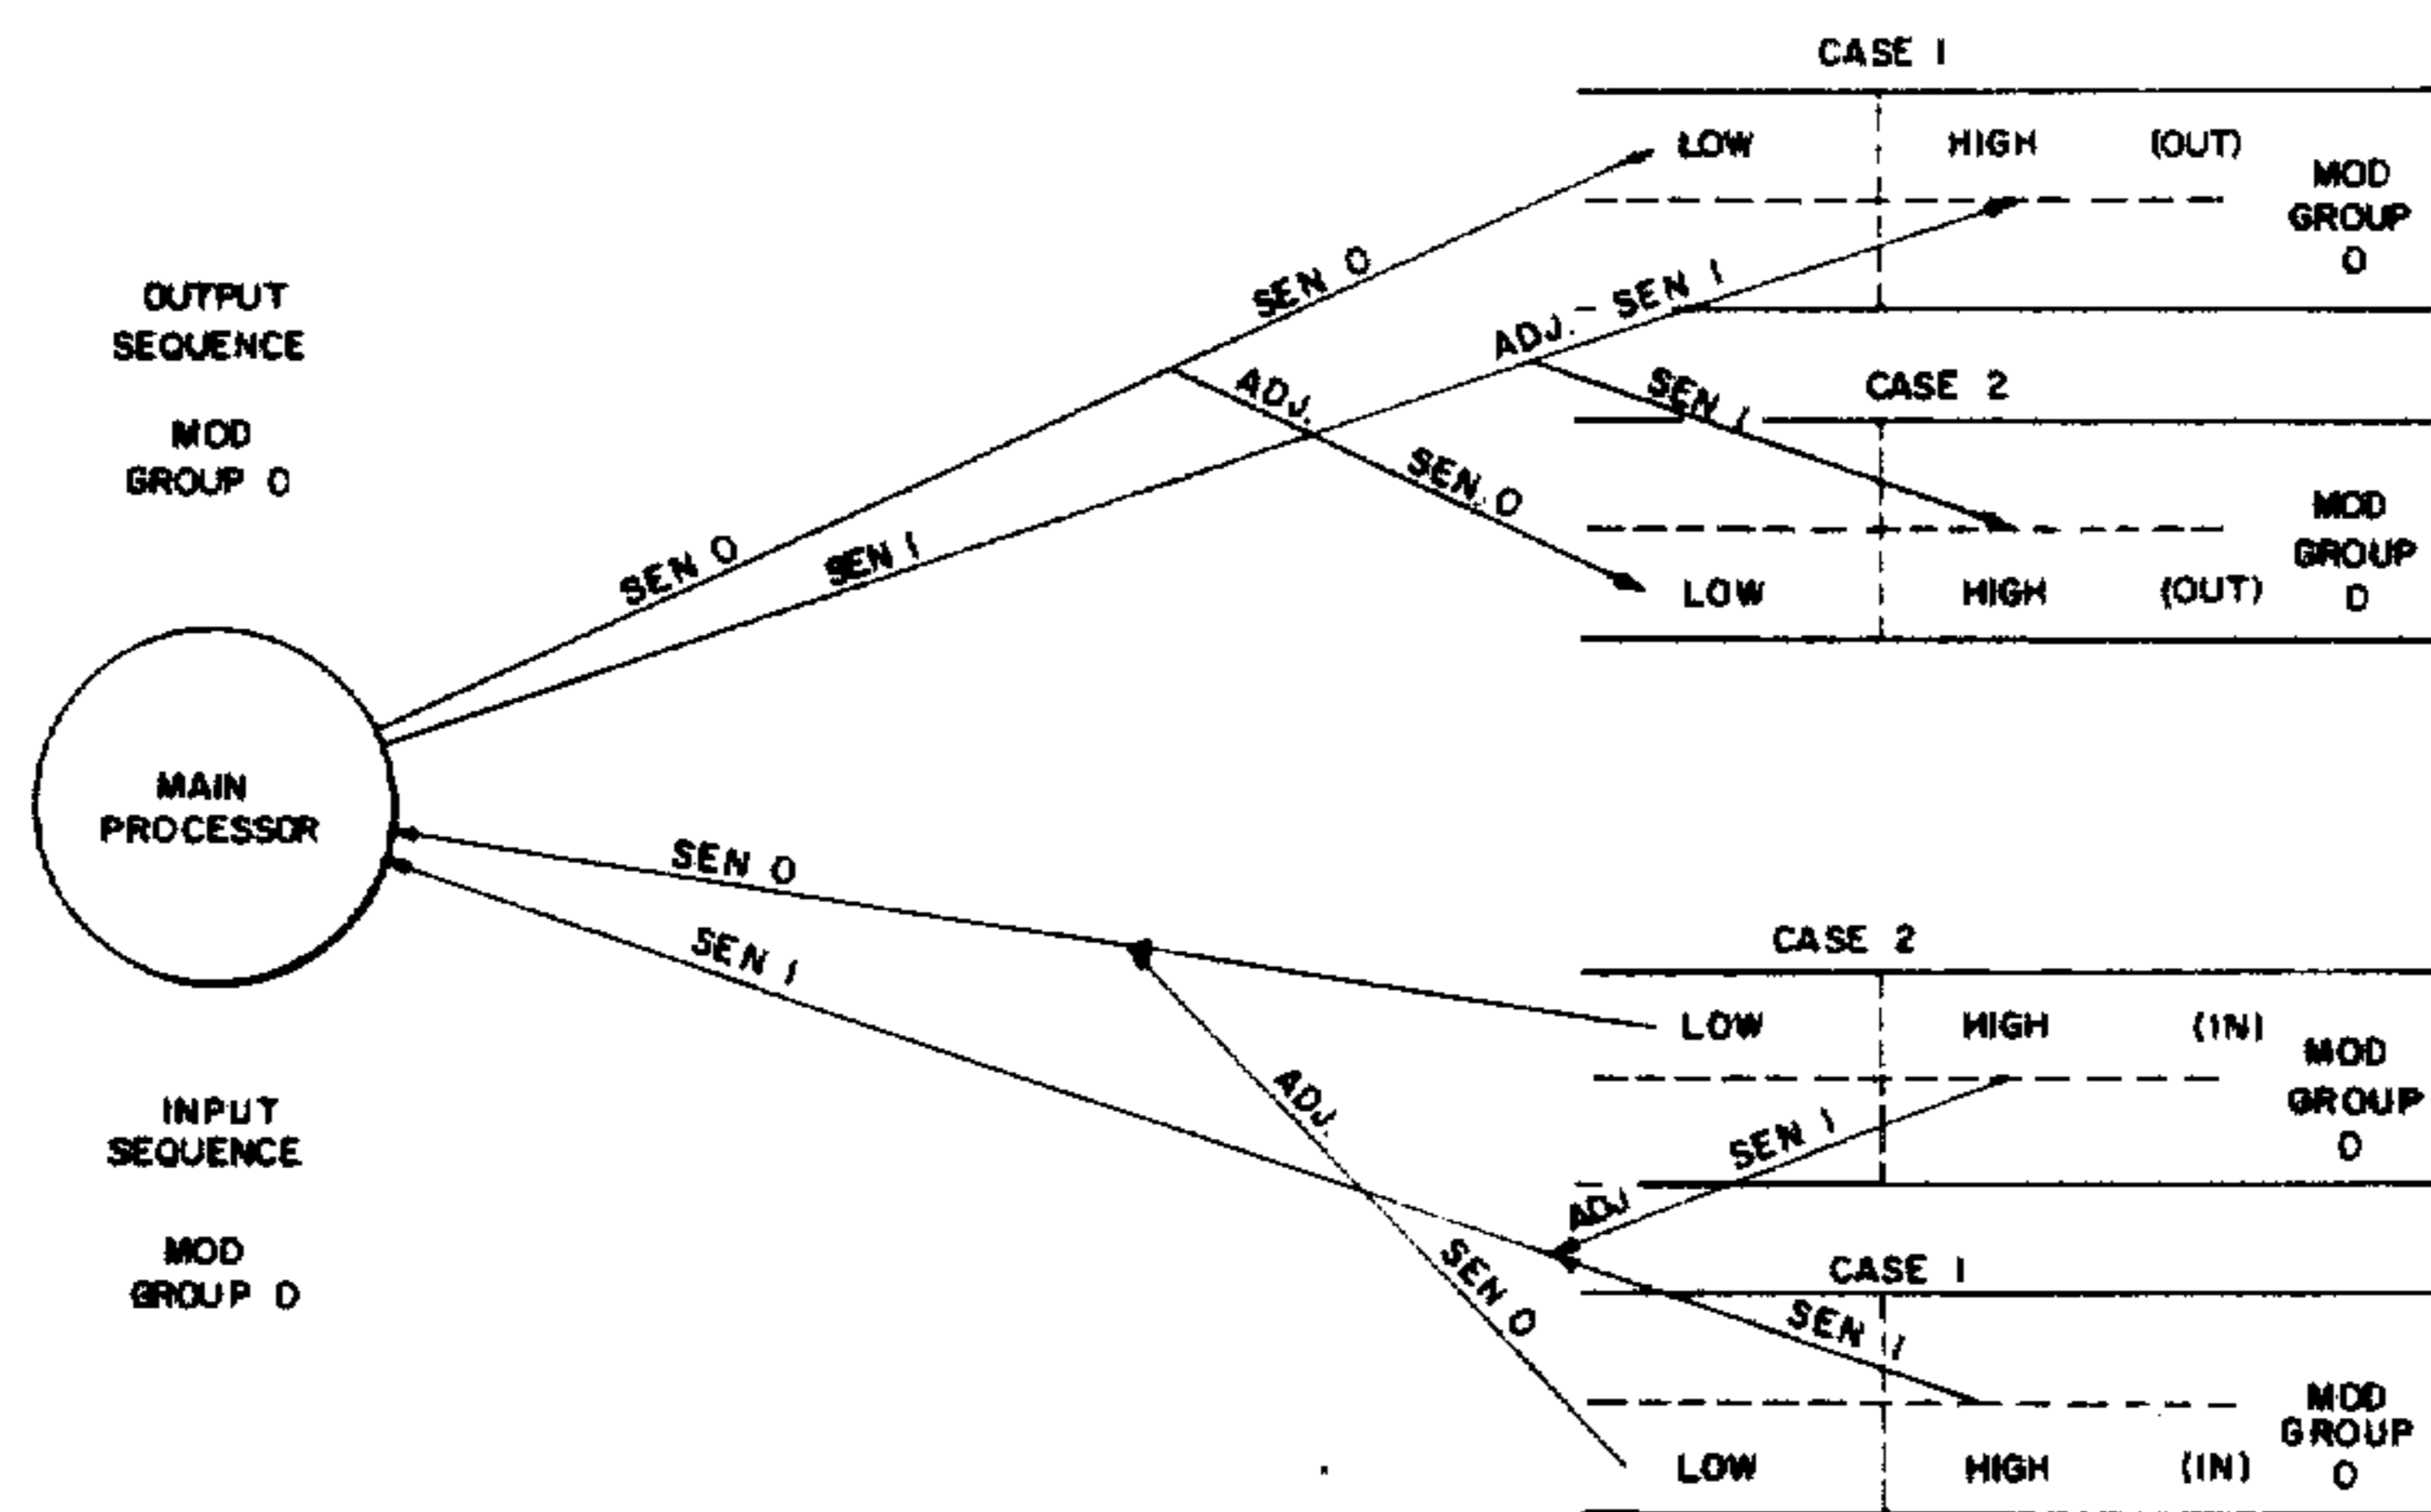 CASE 1
LOW HIGH (OUT)
MOD
GROUP
0
SEN 0
SEN 1
ADJ.
OUTPUT
SEQUENCE
ADJ.
SEN 1
CASE 2
MOD
GROUP 0
SEN 0
MOD
GROUP
0
LOW HIGH (OUT)
SEN 0
SEN 1
MAIN
PROCESSOR
SEN 0
SEN 1
CASE 2
LOW HIGH (IN)
MOD
GROUP
0
ADJ.
SEN 1
INPUT
SEQUENCE
ADJ
MOD
GROUP 0
SEN 0
CASE 1
SEN 1
MOD
GROUP
0
LOW HIGH (IN)